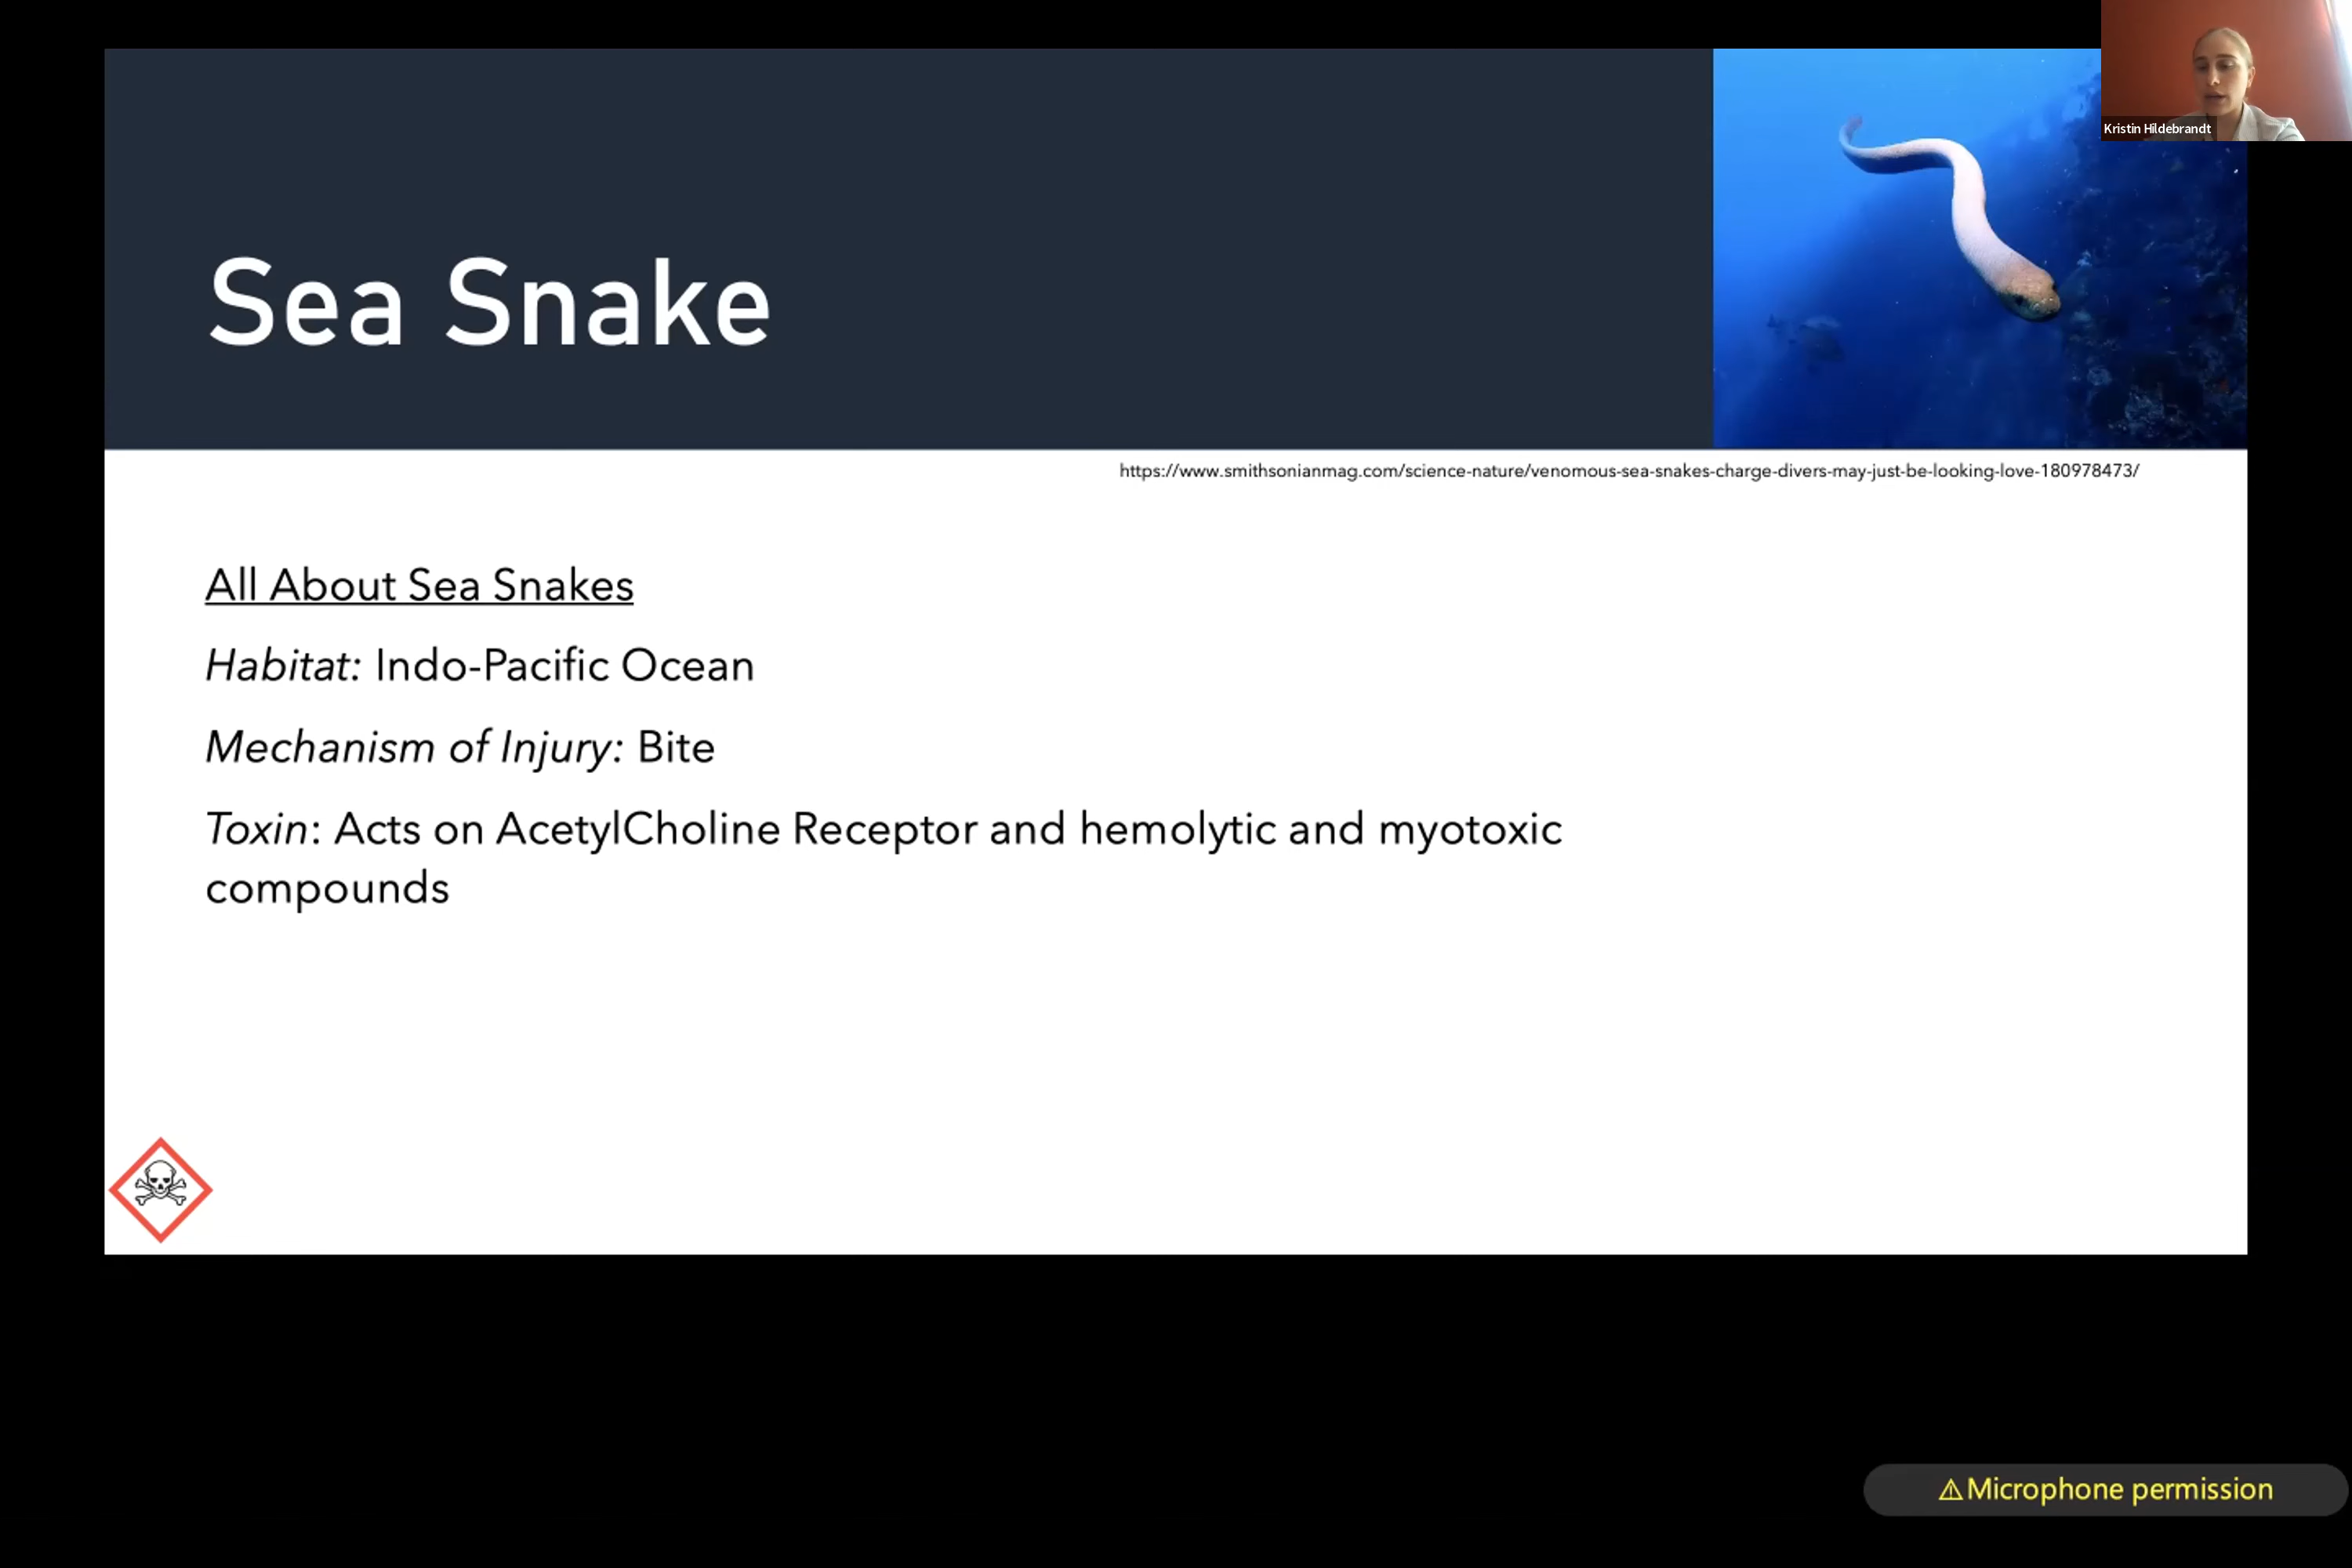 Kristin Hildebrandt
Sea Snake
https://www.smithsonianmag.com/science-nature/venomous-sea-snakes-charge-divers-may-just-be-looking-love-180978473/
All About Sea Snakes
Habitat: Indo-Pacific Ocean
Mechanism of Injury: Bite
Toxin: Acts on AcetylCholine Receptor and hemolytic and myotoxic
compounds
⚠Microphone permission